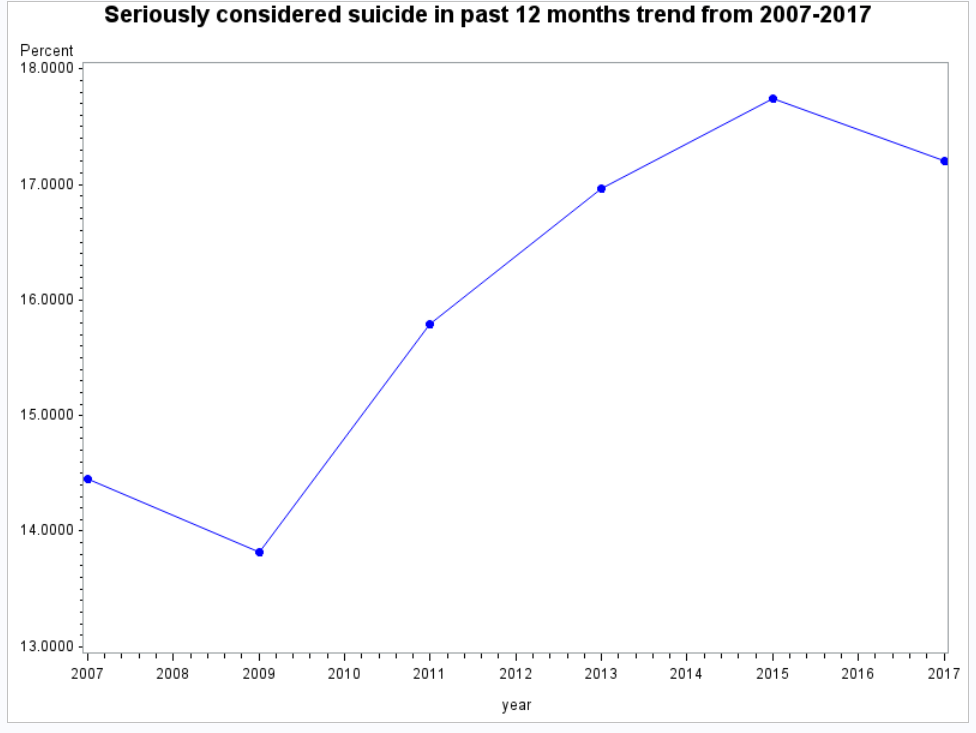 Seriously considered suicide in past 12 months trend from 2007-2017
Percent
18.0000
17.0000
16.0000
15.0000
14.0000
13.0000
2007 2008 2009 2010 2011 2012 2013 2014 2015 2016 2017
year